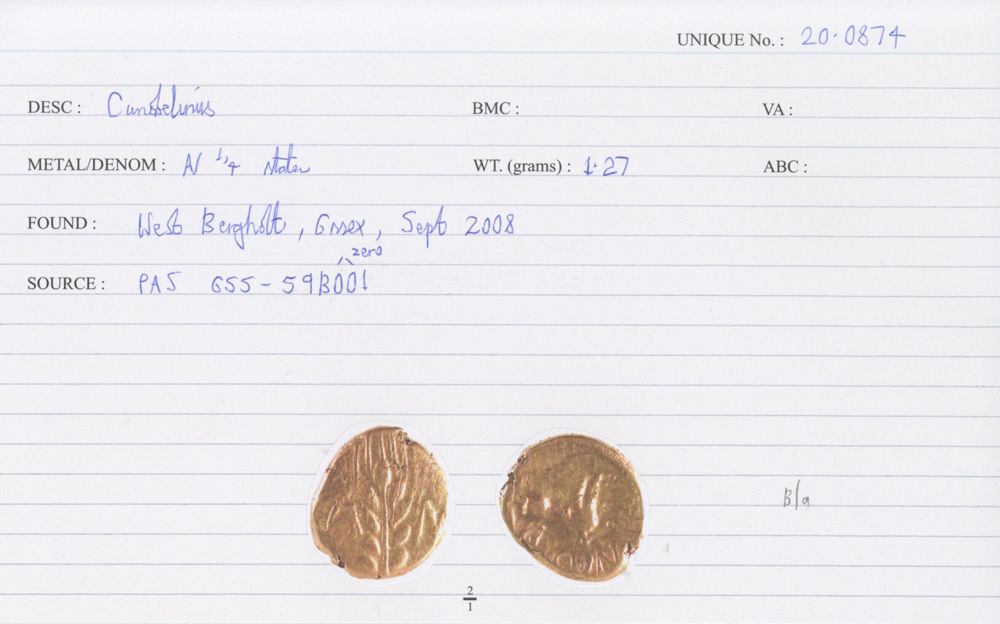 UNIQUE No. : 20·0874
DESC : Cunobelinus BMC : VA :
METAL/DENOM : AV 1/4 stater WT. (grams) : 1·27 ABC :
FOUND : West Bergholt, Essex, Sept 2008
zero
SOURCE : PAS ESS-59B001
B/a
2
1